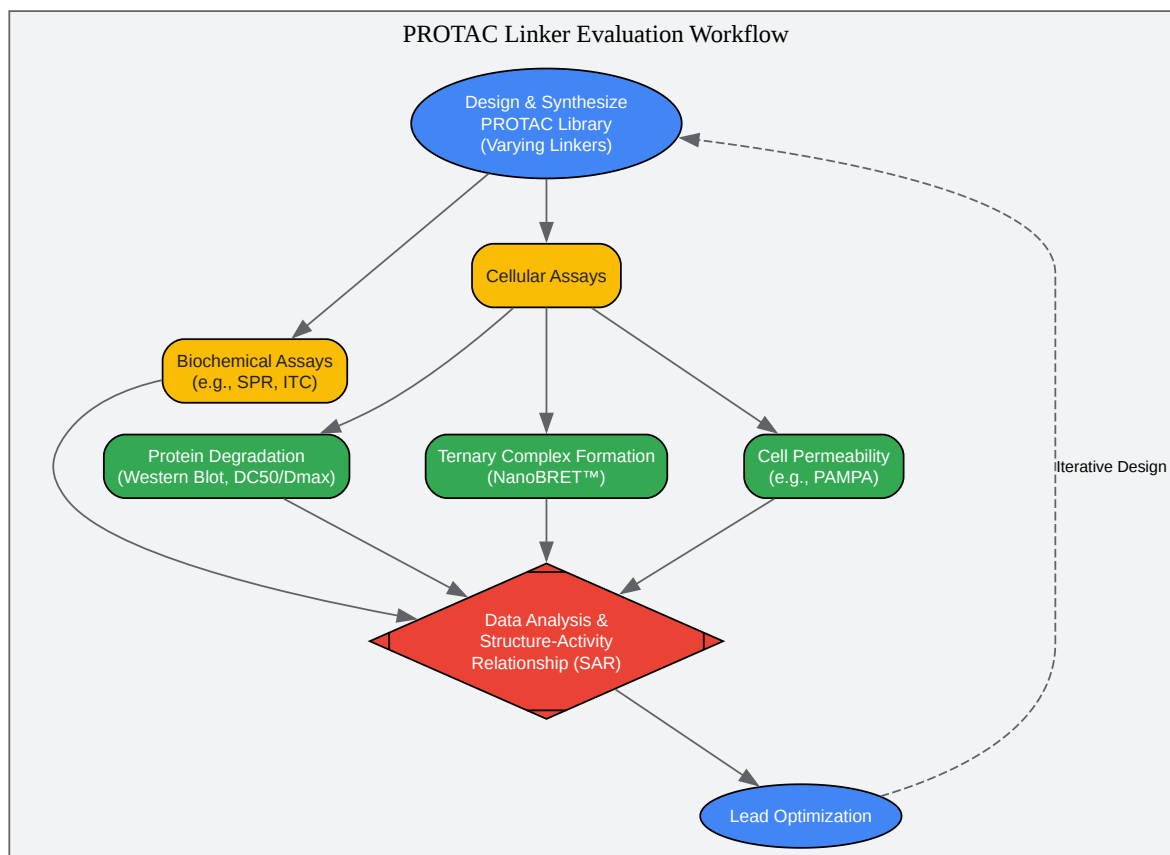 PROTAC Linker Evaluation Workflow
Design & Synthesize
PROTAC Library
(Varying Linkers)
Cellular Assays
Biochemical Assays
(e.g., SPR, ITC)
Protein Degradation
(Western Blot, DC50/Dmax)
Ternary Complex Formation
(NanoBRET™)
Cell Permeability
(e.g., PAMPA)
Iterative Design
Data Analysis &
Structure-Activity
Relationship (SAR)
Lead Optimization